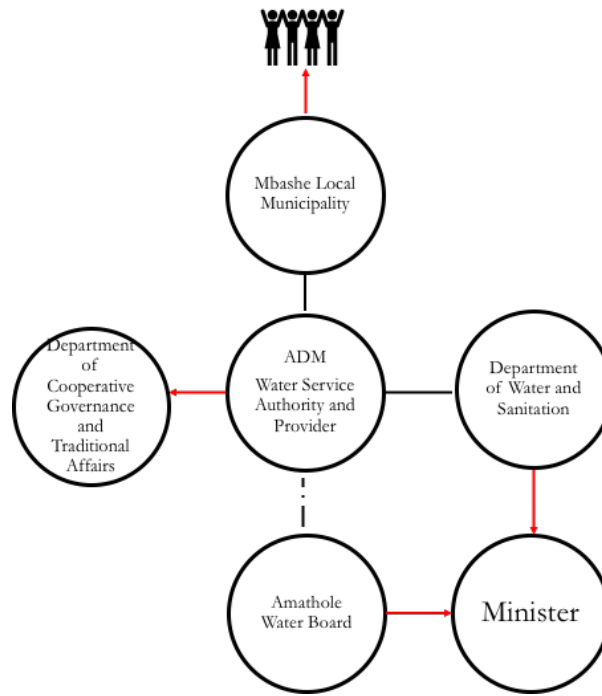 Mbashe Local
Municipality
Department
of
Cooperative
Governance
and
Traditional
Affairs
ADM
Water Service
Authority and
Provider
Department
of Water and
Sanitation
Amathole
Water Board
Minister